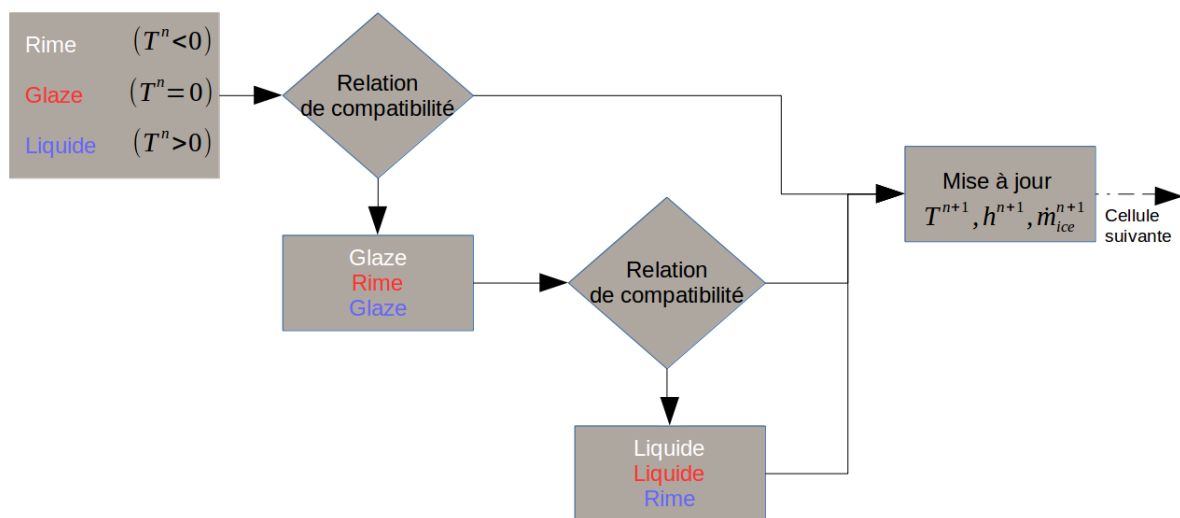 Rime (Tⁿ<0)
Glaze (Tⁿ=0)
Liquide (Tⁿ>0)
Relation
de compatibilité
Glaze
Rime
Glaze
Relation
de compatibilité
Liquide
Liquide
Rime
Mise à jour
Tⁿ⁺¹, hⁿ⁺¹, ṁ_iceⁿ⁺¹
Cellule
suivante